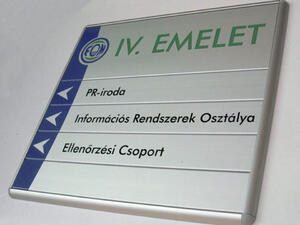 IV. EMELET
PR-iroda
Információs Rendszerek Osztálya
Ellenőrzési Csoport